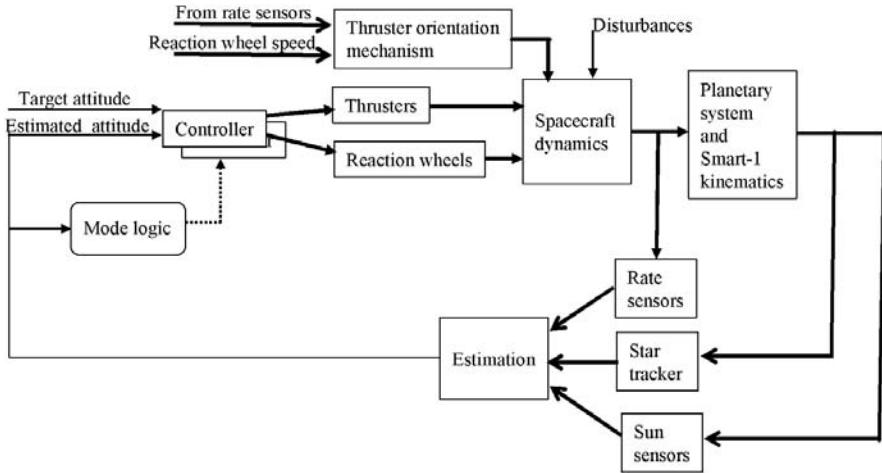 From rate sensors
Reaction wheel speed
Thruster orientation
mechanism
Disturbances
Target attitude
Estimated attitude
Controller
Thrusters
Reaction wheels
Spacecraft
dynamics
Planetary
system
and
Smart-1
kinematics
Mode logic
Rate
sensors
Estimation
Star
tracker
Sun
sensors